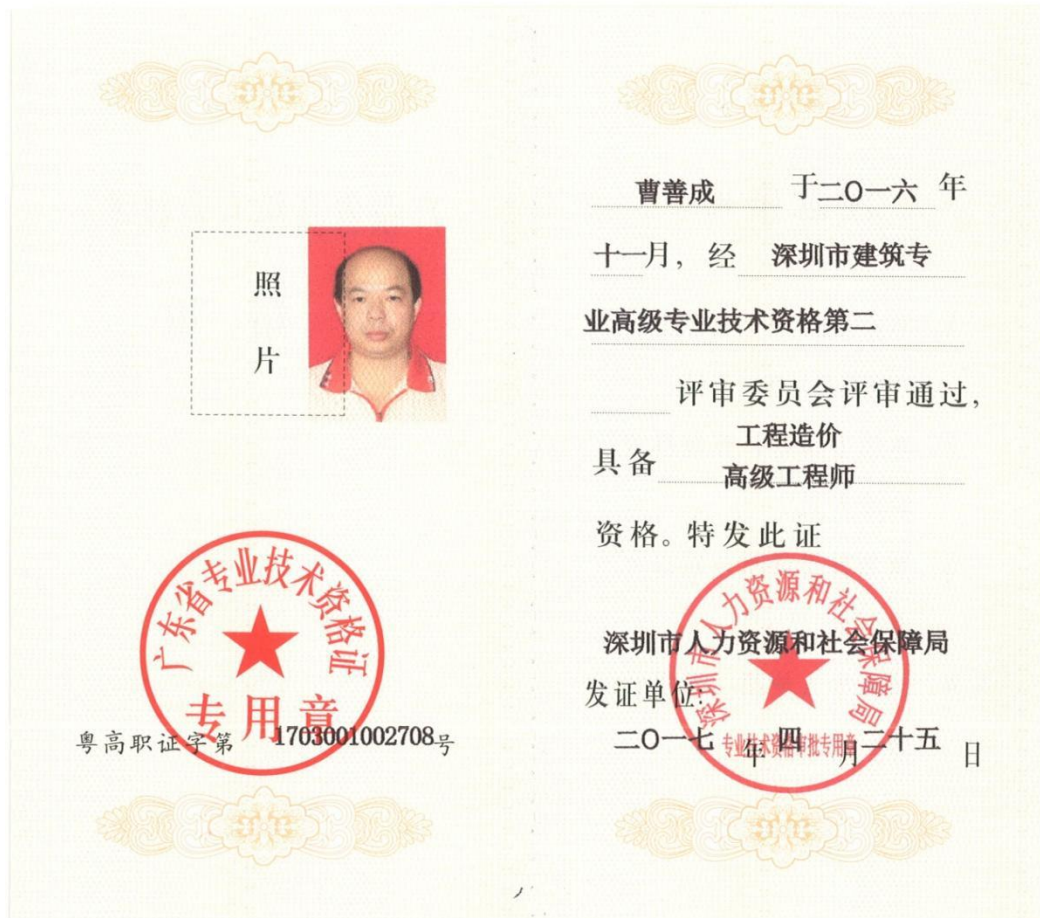 照
片
广东省专业技术资格证
专用章
粤高职证字第1703001002708号
曹善成 于二〇一六 年
十一月，经 深圳市建筑专
业高级专业技术资格第二
评审委员会评审通过，
工程造价
具备
高级工程师
资格。特发此证
深圳市人力资源和社会保障局
深圳市人力资源和社会保障局
发证单位：
专业技术资格审批专用章
二〇一七 年 四 月 二十五 日